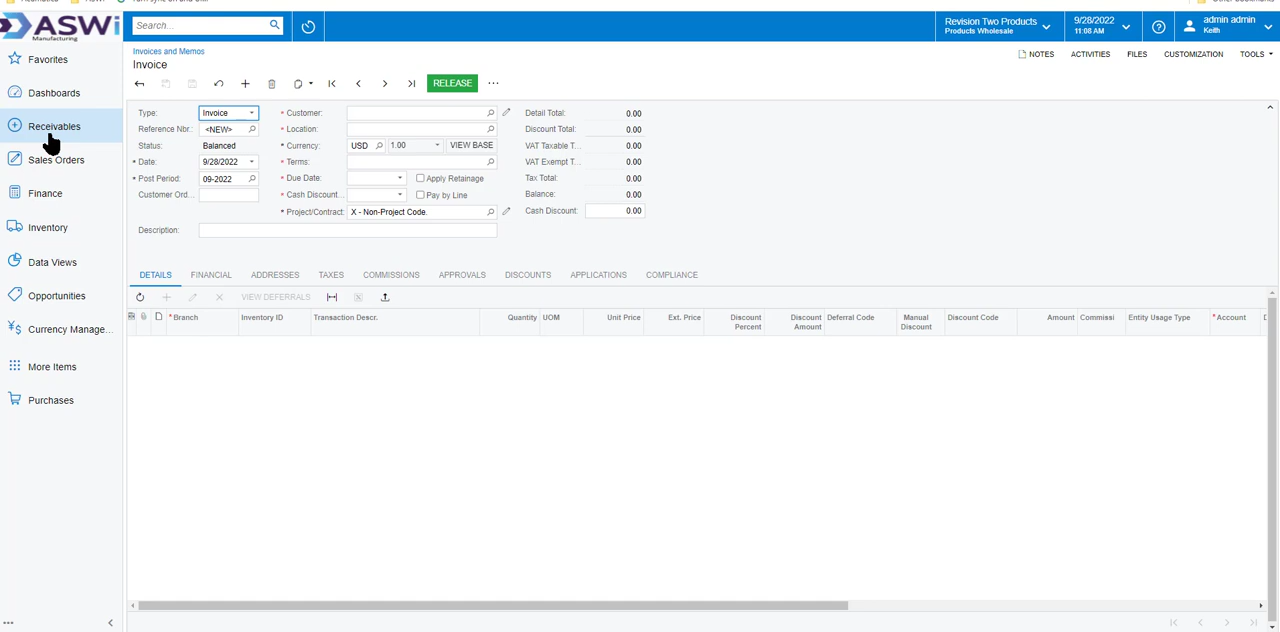 Turn sync on and
Other Bookmarks
ASWi
Manufacturing
Search...
Revision Two Products
Products Wholesale
9/28/2022
11:08 AM
admin admin
Keith
Favorites
Dashboards
Receivables
Sales Orders
Finance
Inventory
Data Views
Opportunities
Currency Manage...
More Items
Purchases
Invoices and Memos
Invoice
NOTES ACTIVITIES FILES CUSTOMIZATION TOOLS
RELEASE
Type: Invoice * Customer: Detail Total: 0.00
Reference Nbr.: <NEW> * Location: Discount Total: 0.00
Status: Balanced * Currency: USD 1.00 VIEW BASE VAT Taxable T... 0.00
* Date: 9/28/2022 * Terms: VAT Exempt T... 0.00
* Post Period: 09-2022 * Due Date: Apply Retainage Tax Total: 0.00
Customer Ord... * Cash Discount... Pay by Line Balance: 0.00
* Project/Contract: X - Non-Project Code. Cash Discount: 0.00
Description:
DETAILS FINANCIAL ADDRESSES TAXES COMMISSIONS APPROVALS DISCOUNTS APPLICATIONS COMPLIANCE
VIEW DEFERRALS
* Branch Inventory ID Transaction Descr. Quantity UOM Unit Price Ext. Price Discount Percent Discount Amount Deferral Code Manual Discount Discount Code Amount Commissi Entity Usage Type * Account